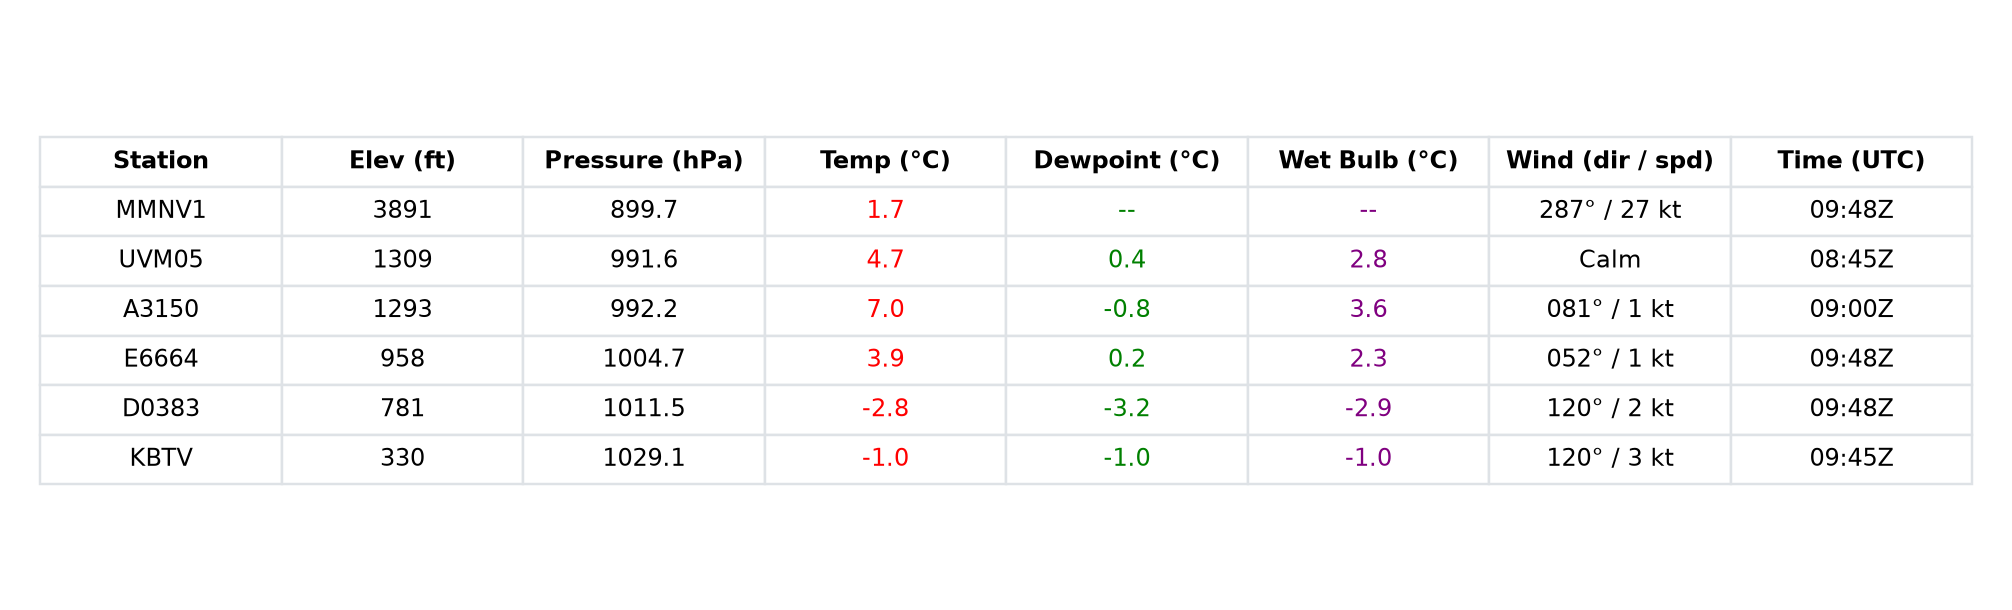 Station Elev (ft) Pressure (hPa) Temp (°C) Dewpoint (°C) Wet Bulb (°C) Wind (dir / spd) Time (UTC)
MMNV1 3891 899.7 1.7 -- -- 287° / 27 kt 09:48Z
UVM05 1309 991.6 4.7 0.4 2.8 Calm 08:45Z
A3150 1293 992.2 7.0 -0.8 3.6 081° / 1 kt 09:00Z
E6664 958 1004.7 3.9 0.2 2.3 052° / 1 kt 09:48Z
D0383 781 1011.5 -2.8 -3.2 -2.9 120° / 2 kt 09:48Z
KBTV 330 1029.1 -1.0 -1.0 -1.0 120° / 3 kt 09:45Z